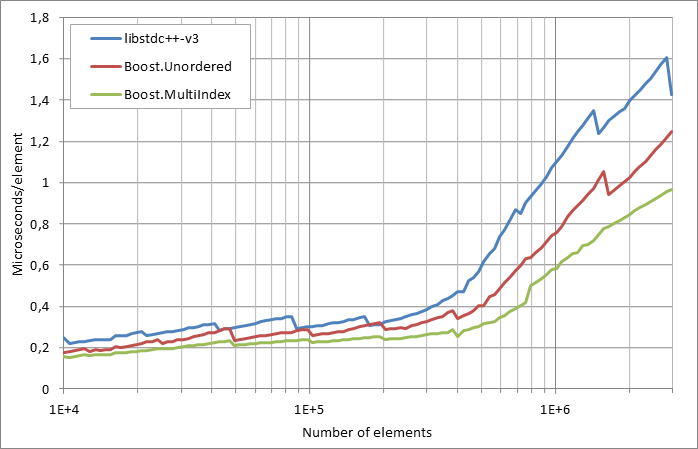 1,8
1,6
1,4
1,2
1
0,8
0,6
0,4
0,2
0
Microseconds/element
libstdc++-v3
Boost.Unordered
Boost.MultiIndex
1E+4
1E+5
1E+6
Number of elements